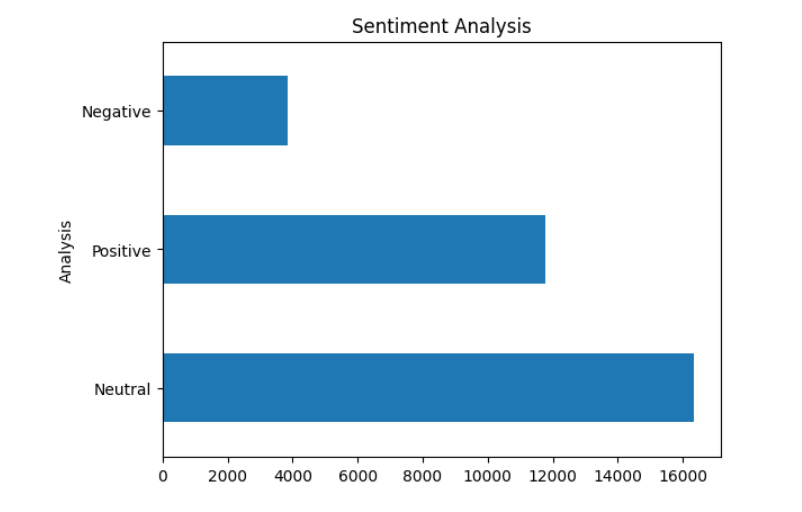 Sentiment Analysis
Negative
Positive
Neutral
Analysis
0 2000 4000 6000 8000 10000 12000 14000 16000